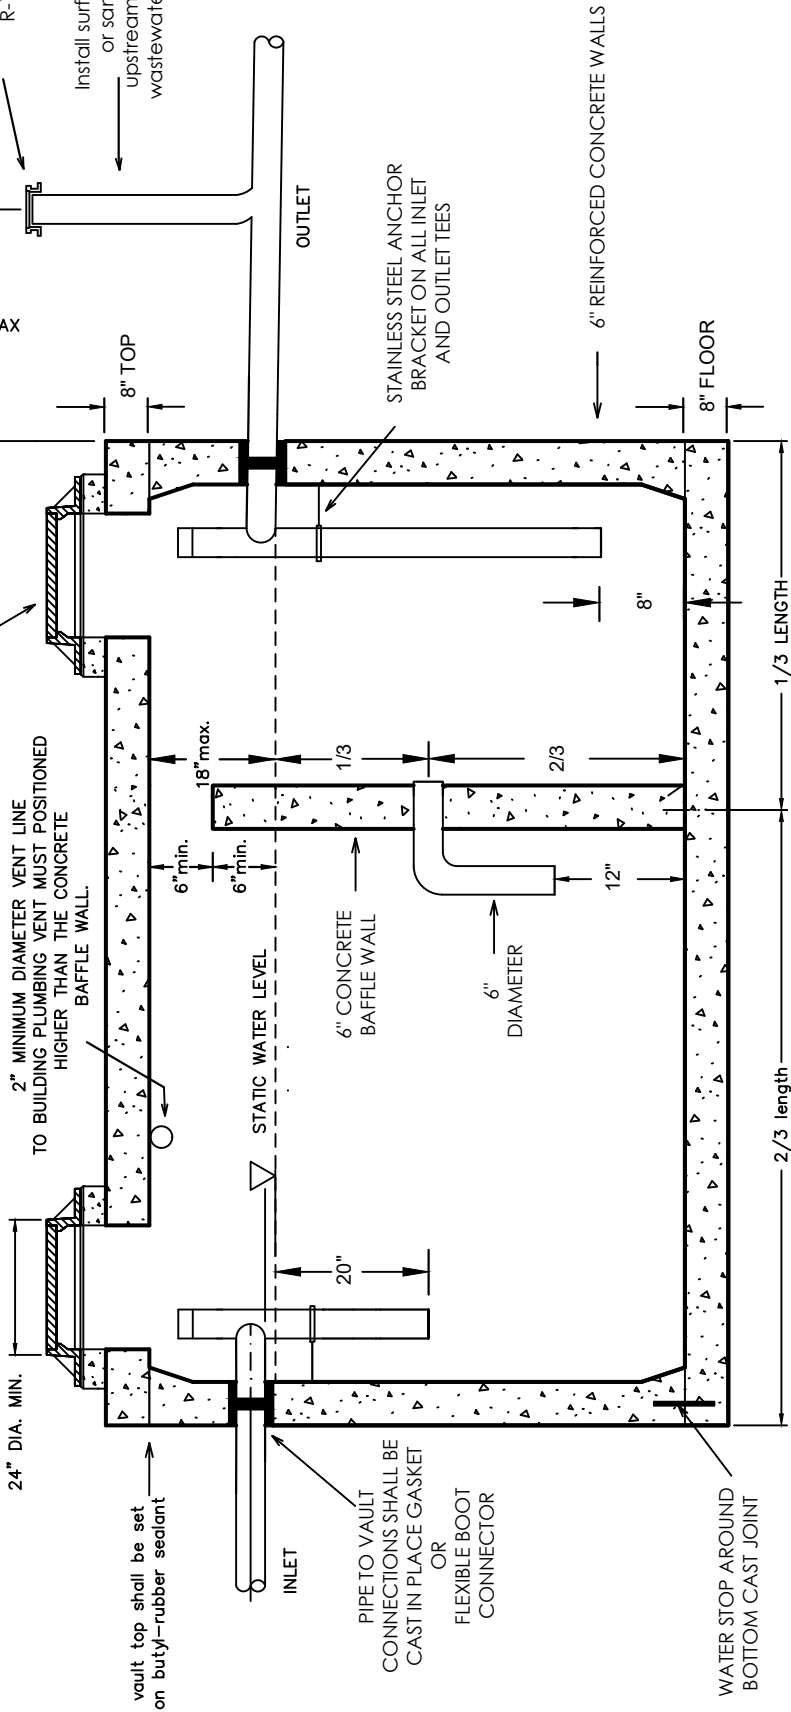 R-
Install surf
or sar
upstream
wastewate
AX
24" DIA. MIN.
2" MINIMUM DIAMETER VENT LINE
TO BUILDING PLUMBING VENT MUST POSITIONED
HIGHER THAN THE CONCRETE
BAFFLE WALL.
8" TOP
vault top shall be set
on butyl-rubber sealant
6"min.
6"min.
18"max.
STATIC WATER LEVEL
INLET
OUTLET
20"
1/3
2/3
6" CONCRETE
BAFFLE WALL
6"
DIAMETER
12"
8"
STAINLESS STEEL ANCHOR
BRACKET ON ALL INLET
AND OUTLET TEES
PIPE TO VAULT
CONNECTIONS SHALL BE
CAST IN PLACE GASKET
OR
FLEXIBLE BOOT
CONNECTOR
6" REINFORCED CONCRETE WALLS
8" FLOOR
WATER STOP AROUND
BOTTOM CAST JOINT
2/3 length
1/3 LENGTH